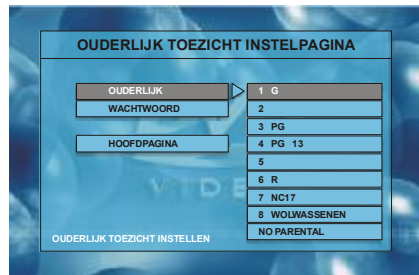 OUDERLIJK TOEZICHT INSTELPAGINA
OUDERLIJK
WACHTWOORD
HOOFDPAGINA
1 G
2
3 PG
4 PG 13
5
6 R
7 NC17
8 WOLWASSENEN
NO PARENTAL
VIDE
OUDERLIJK TOEZICHT INSTELLEN